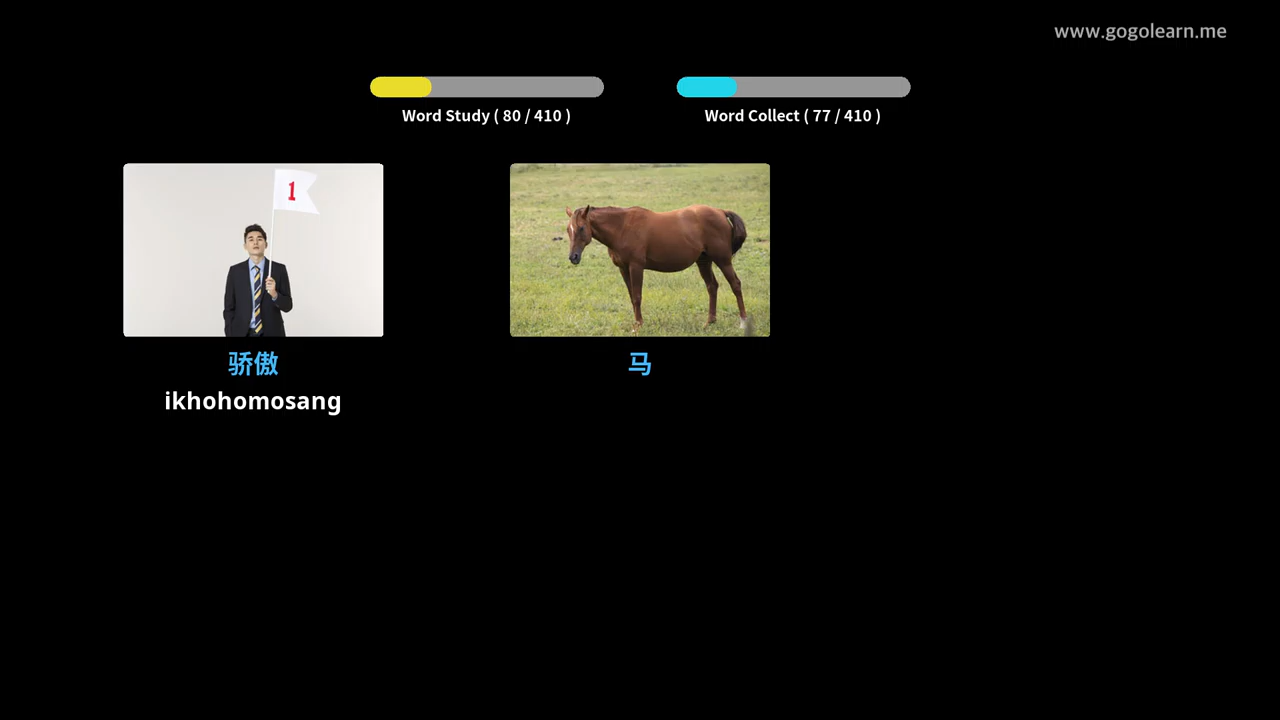 www.gogolearn.me
Word Study ( 80 / 410 )
Word Collect ( 77 / 410 )
1
骄傲
马
ikhohomosang